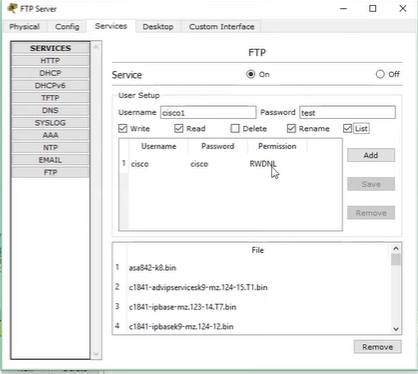 FTP Server
Physical Config Services Desktop Custom Interface
SERVICES
HTTP
DHCP
DHCPv6
TFTP
DNS
SYSLOG
AAA
NTP
EMAIL
FTP
FTP
Service On Off
User Setup
Username cisco1 Password test
Write Read Delete Rename List
Username Password Permission
1 cisco cisco RWDNL
Add
Save
Remove
File
1 asa842-k8.bin
2 c1841-advipservicesk9-mz.124-15.T1.bin
3 c1841-ipbase-mz.123-14.T7.bin
4 c1841-ipbasek9-mz.124-12.bin
Remove